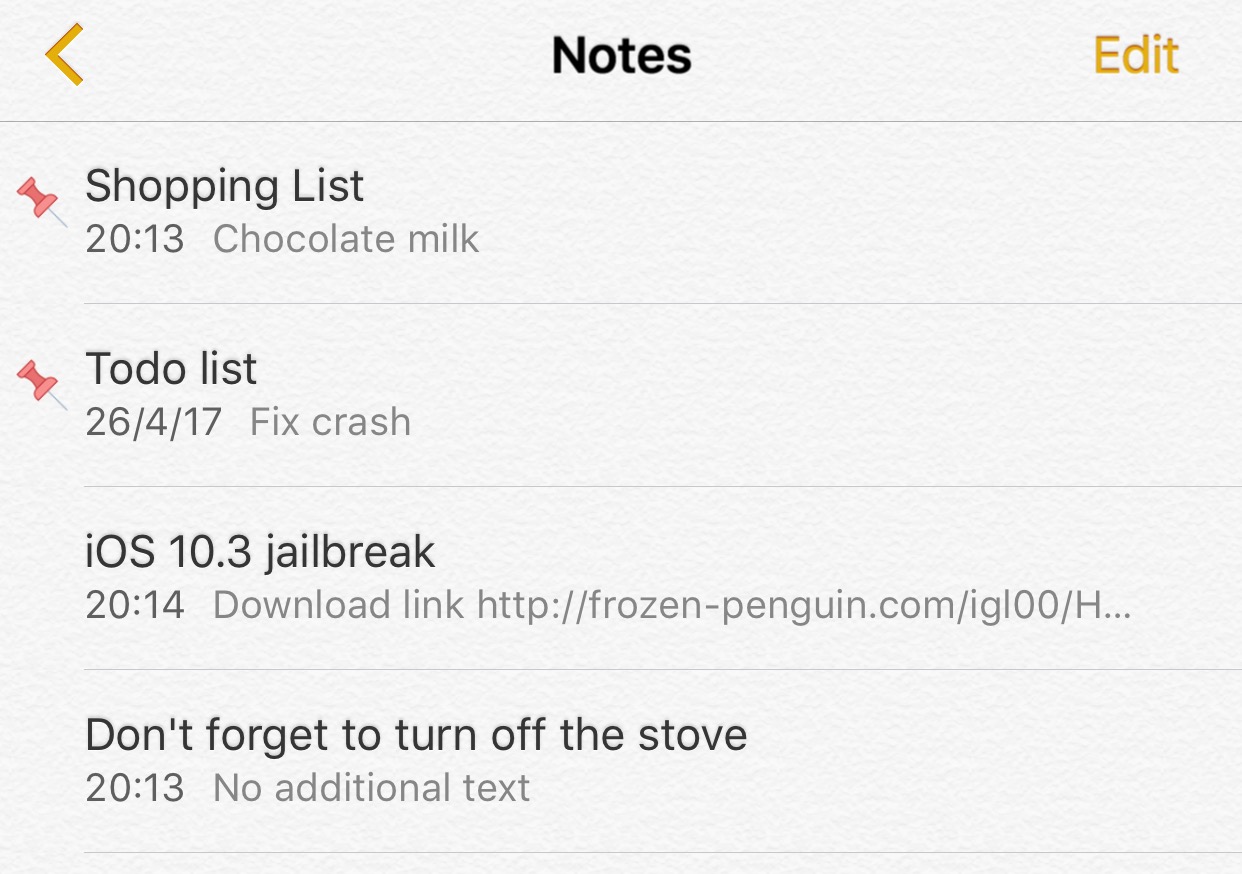 Notes
Edit
Shopping List
20:13 Chocolate milk
Todo list
26/4/17 Fix crash
iOS 10.3 jailbreak
20:14 Download link http://frozen-penguin.com/igl00/H...
Don't forget to turn off the stove
20:13 No additional text